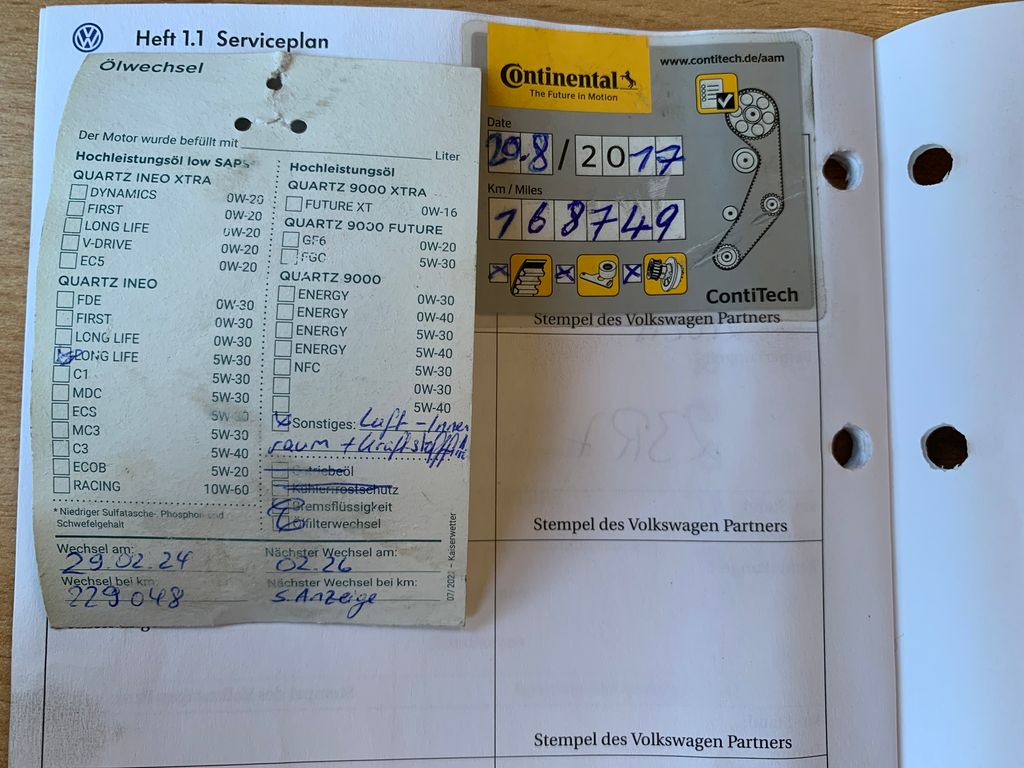 Heft 1.1 Serviceplan
Ölwechsel
Der Motor wurde befüllt mit Liter
Hochleistungsöl low SAPS*
QUARTZ INEO XTRA
DYNAMICS 0W-20
FIRST 0W-20
LONG LIFE 0W-20
V-DRIVE 0W-20
EC5 0W-20
QUARTZ INEO
FDE 0W-30
FIRST 0W-30
LONG LIFE 0W-30
LONG LIFE 5W-30
C1 5W-30
MDC 5W-30
ECS 5W-30
MC3 5W-30
C3 5W-40
ECOB 5W-20
RACING 10W-60
* Niedriger Sulfatasche-, Phosphor- und
Schwefelgehalt
Hochleistungsöl
QUARTZ 9000 XTRA
FUTURE XT 0W-16
QUARTZ 9000 FUTURE
GF6 0W-20
FGC 5W-30
QUARTZ 9000
ENERGY 0W-30
ENERGY 0W-40
ENERGY 5W-30
ENERGY 5W-40
NFC 5W-30
0W-30
5W-40
Sonstiges: Luft - Innen
raum + Kraftstofffilter
Getriebeöl
Kühlerfrostschutz
Bremsflüssigkeit
Ölfilterwechsel
Wechsel am: Nächster Wechsel am:
29.02.24 02.26
Wechsel bei km: Nächster Wechsel bei km:
229048 s. Anzeige
07/202 – Kaiserwetter
Continental
The Future in Motion
www.contitech.de/aam
Date
29.8 / 2017
Km / Miles
168749
ContiTech
Stempel des Volkswagen Partners
Stempel des Volkswagen Partners
Stempel des Volkswagen Partners